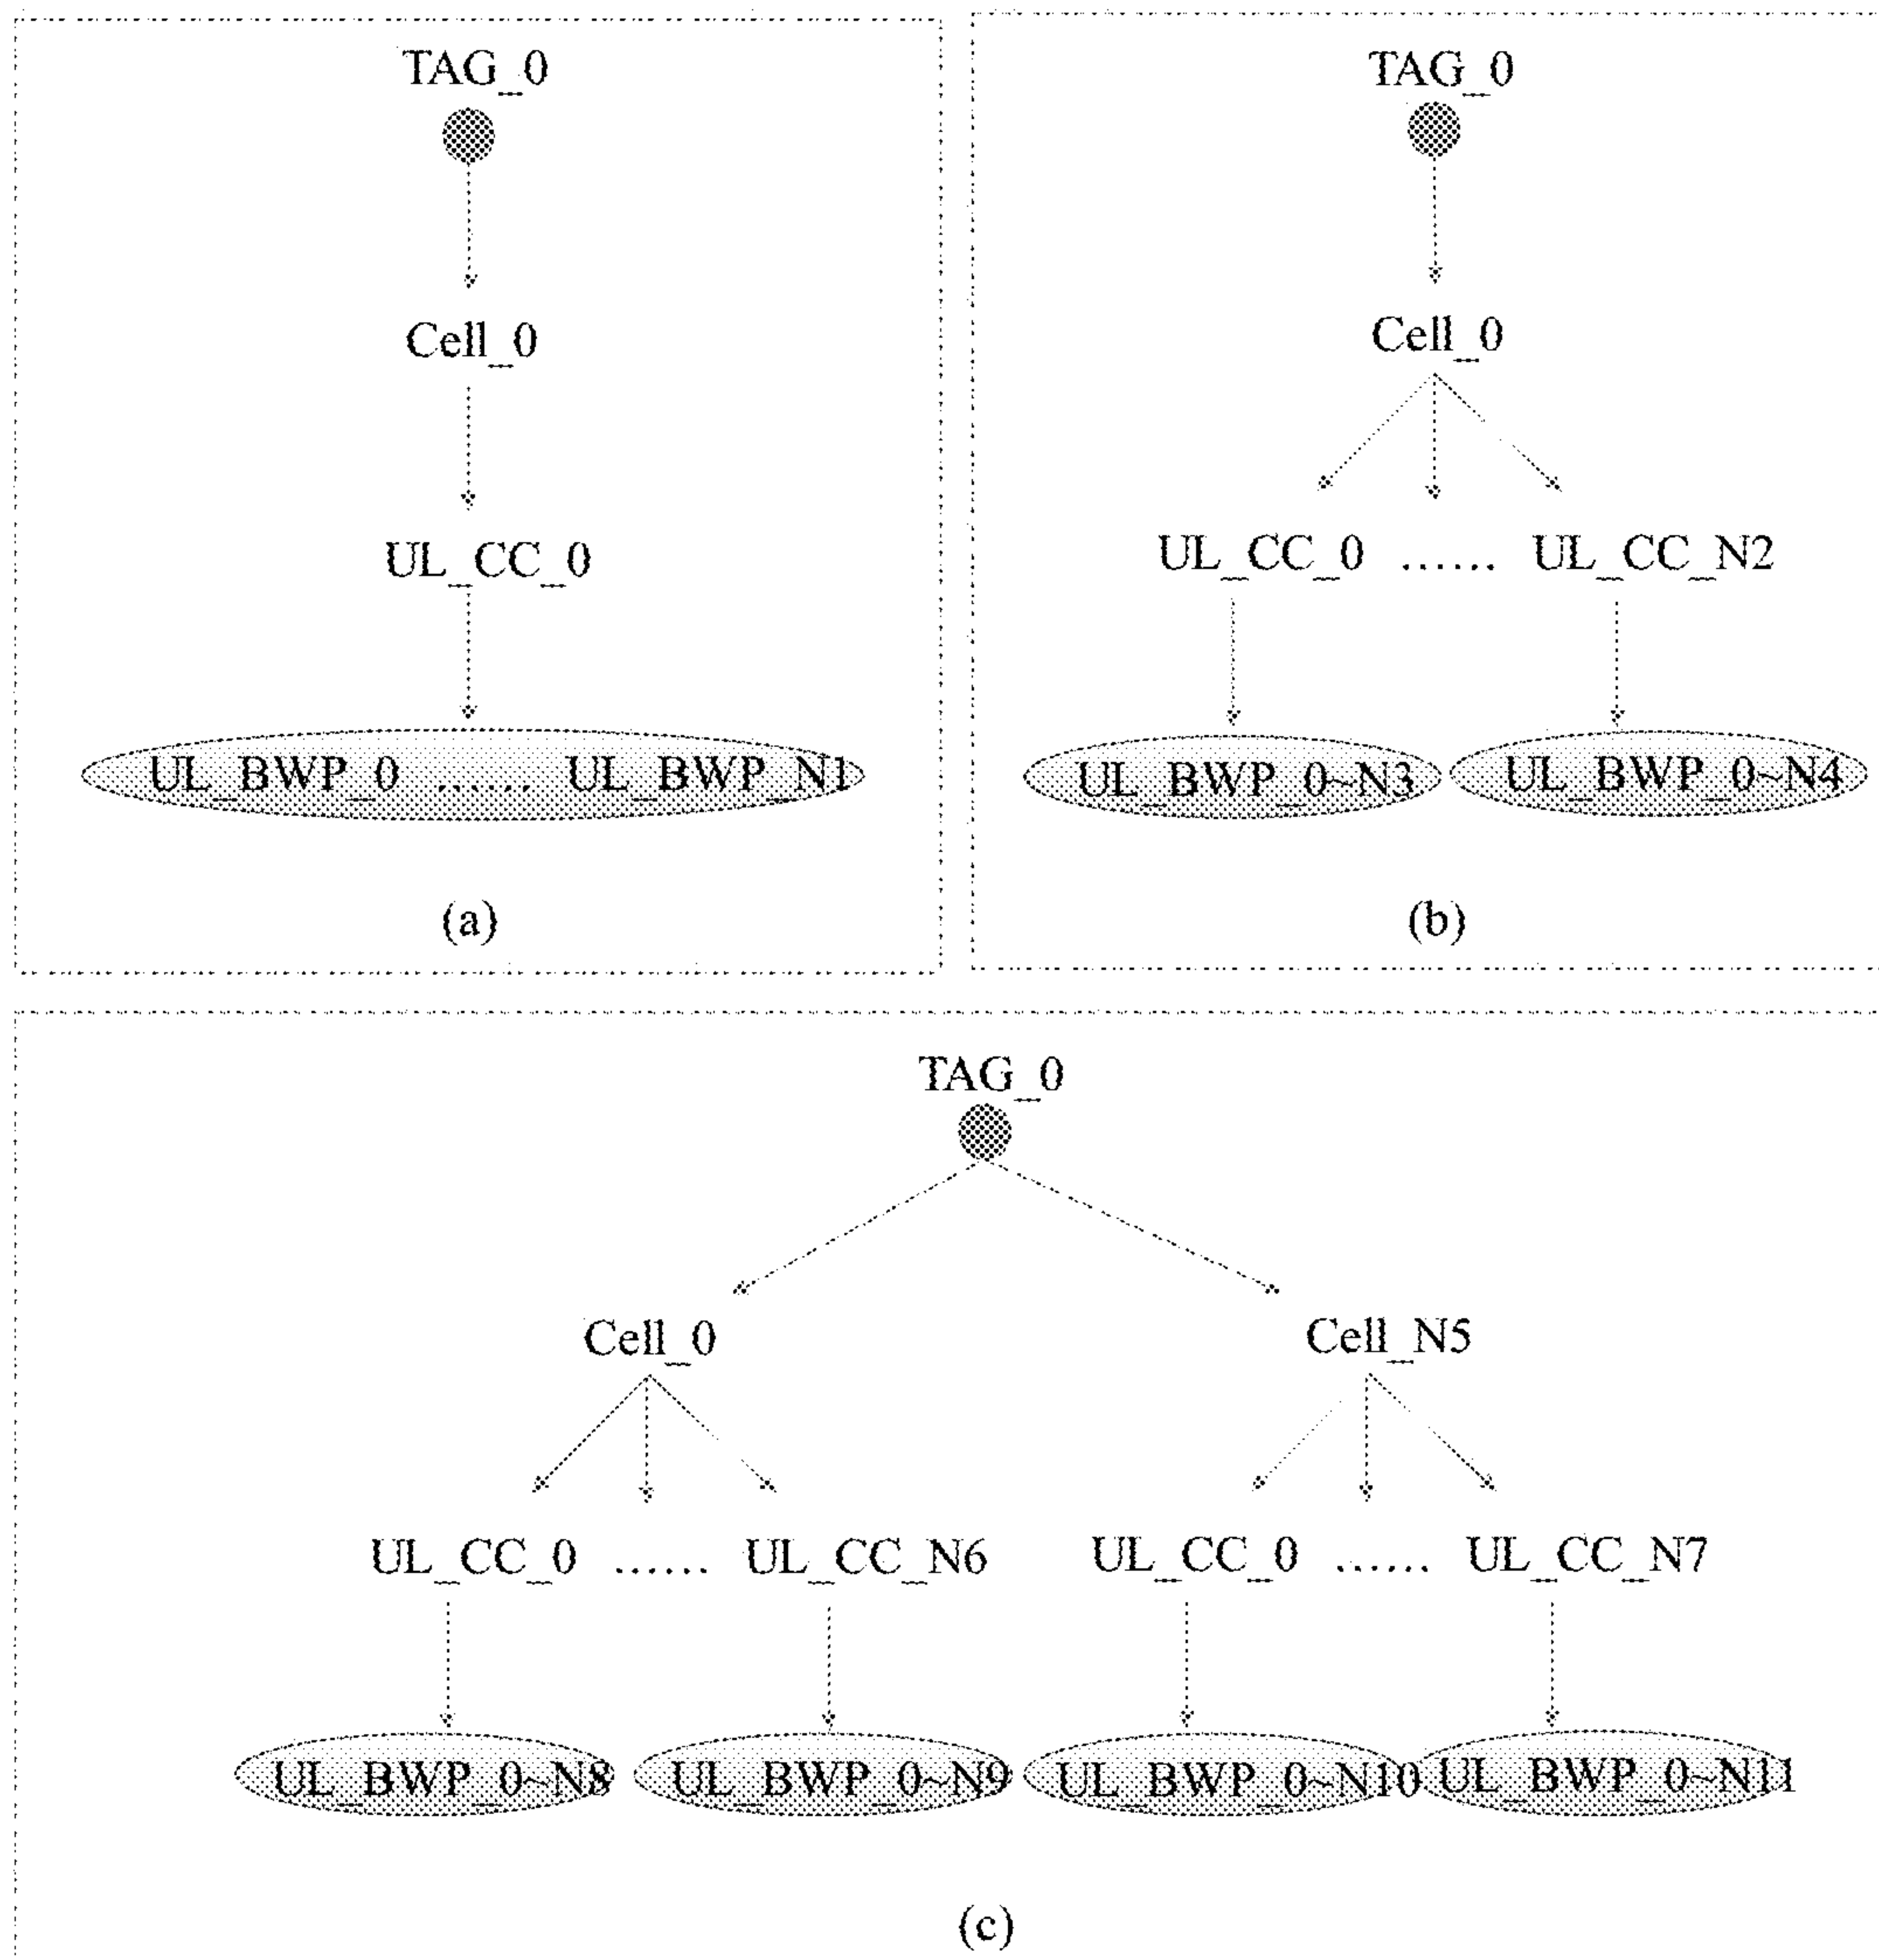 TAG_0
Cell_0
UL_CC_0
UL_BWP_0 ...... UL_BWP_N1
(a)
TAG_0
Cell_0
UL_CC_0 ...... UL_CC_N2
UL_BWP_0~N3 UL_BWP_0~N4
(b)
TAG_0
Cell_0 Cell_N5
UL_CC_0 ...... UL_CC_N6 UL_CC_0 ...... UL_CC_N7
UL_BWP_0~N8 UL_BWP_0~N9 UL_BWP_0~N10 UL_BWP_0~N11
(c)